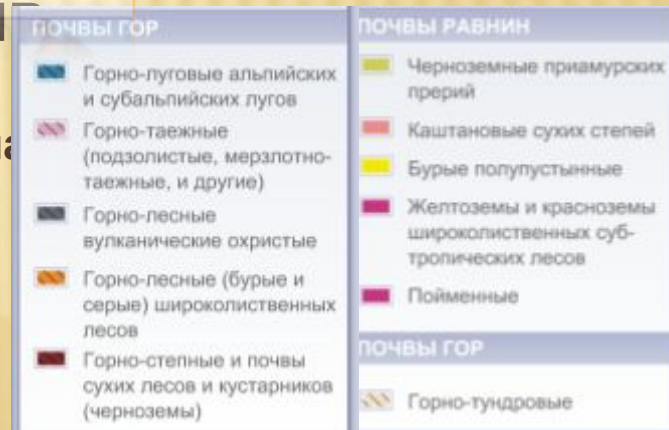 ПОЧВЫ ГОР
Горно-луговые альпийских
и субальпийских лугов
Горно-таежные
(подзолистые, мерзлотно-
таежные, и другие)
Горно-лесные
вулканические охристые
Горно-лесные (бурые и
серые) широколиственных
лесов
Горно-степные и почвы
сухих лесов и кустарников
(черноземы)
ПОЧВЫ РАВНИН
Черноземные приамурских
прерий
Каштановые сухих степей
Бурые полупустынные
Желтоземы и красноземы
широколиственных суб-
тропических лесов
Пойменные
ПОЧВЫ ГОР
Горно-тундровые